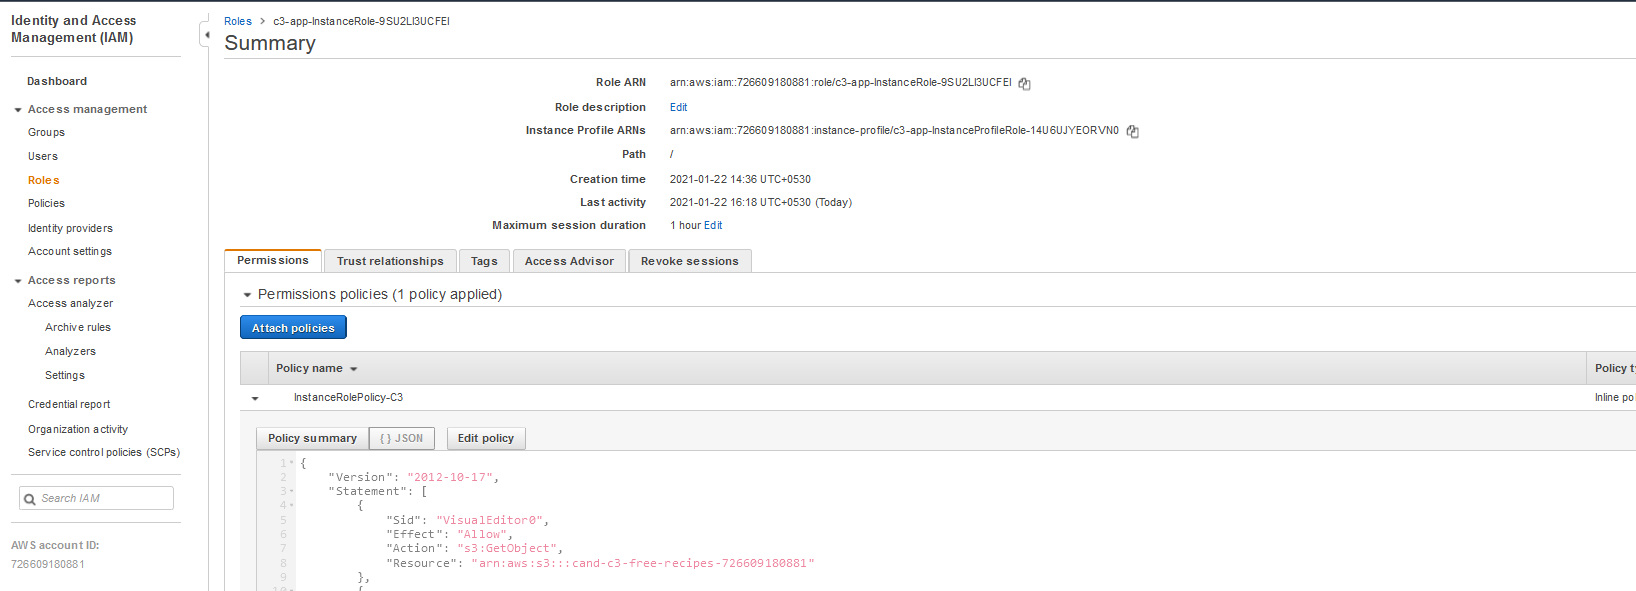 Identity and Access
Management (IAM)
Dashboard
Access management
Groups
Users
Roles
Policies
Identity providers
Account settings
Access reports
Access analyzer
Archive rules
Analyzers
Settings
Credential report
Organization activity
Service control policies (SCPs)
Search IAM
AWS account ID:
726609180881
Roles > c3-app-InstanceRole-9SU2LI3UCFEI
Summary
Role ARN arn:aws:iam::726609180881:role/c3-app-InstanceRole-9SU2LI3UCFEI
Role description Edit
Instance Profile ARNs arn:aws:iam::726609180881:instance-profile/c3-app-InstanceProfileRole-14U6UJYEORVN0
Path /
Creation time 2021-01-22 14:36 UTC+0530
Last activity 2021-01-22 16:18 UTC+0530 (Today)
Maximum session duration 1 hour Edit
Permissions Trust relationships Tags Access Advisor Revoke sessions
Permissions policies (1 policy applied)
Attach policies
Policy name Policy t
InstanceRolePolicy-C3 Inline pol
Policy summary { } JSON Edit policy
1 {
2 "Version": "2012-10-17",
3 "Statement": [
4 {
5 "Sid": "VisualEditor0",
6 "Effect": "Allow",
7 "Action": "s3:GetObject",
8 "Resource": "arn:aws:s3:::cand-c3-free-recipes-726609180881"
9 },
10 {